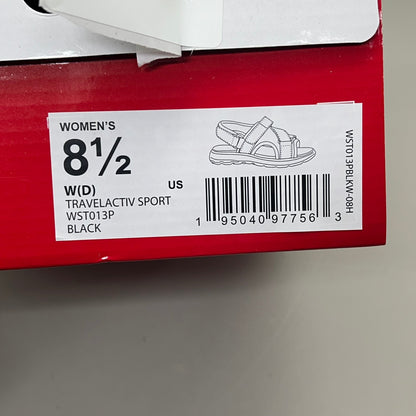 WOMEN'S
8½
W(D)
US
TRAVELACTIV SPORT
WST013P
BLACK
1 95040 97756 3
WST013PBLKW-08H